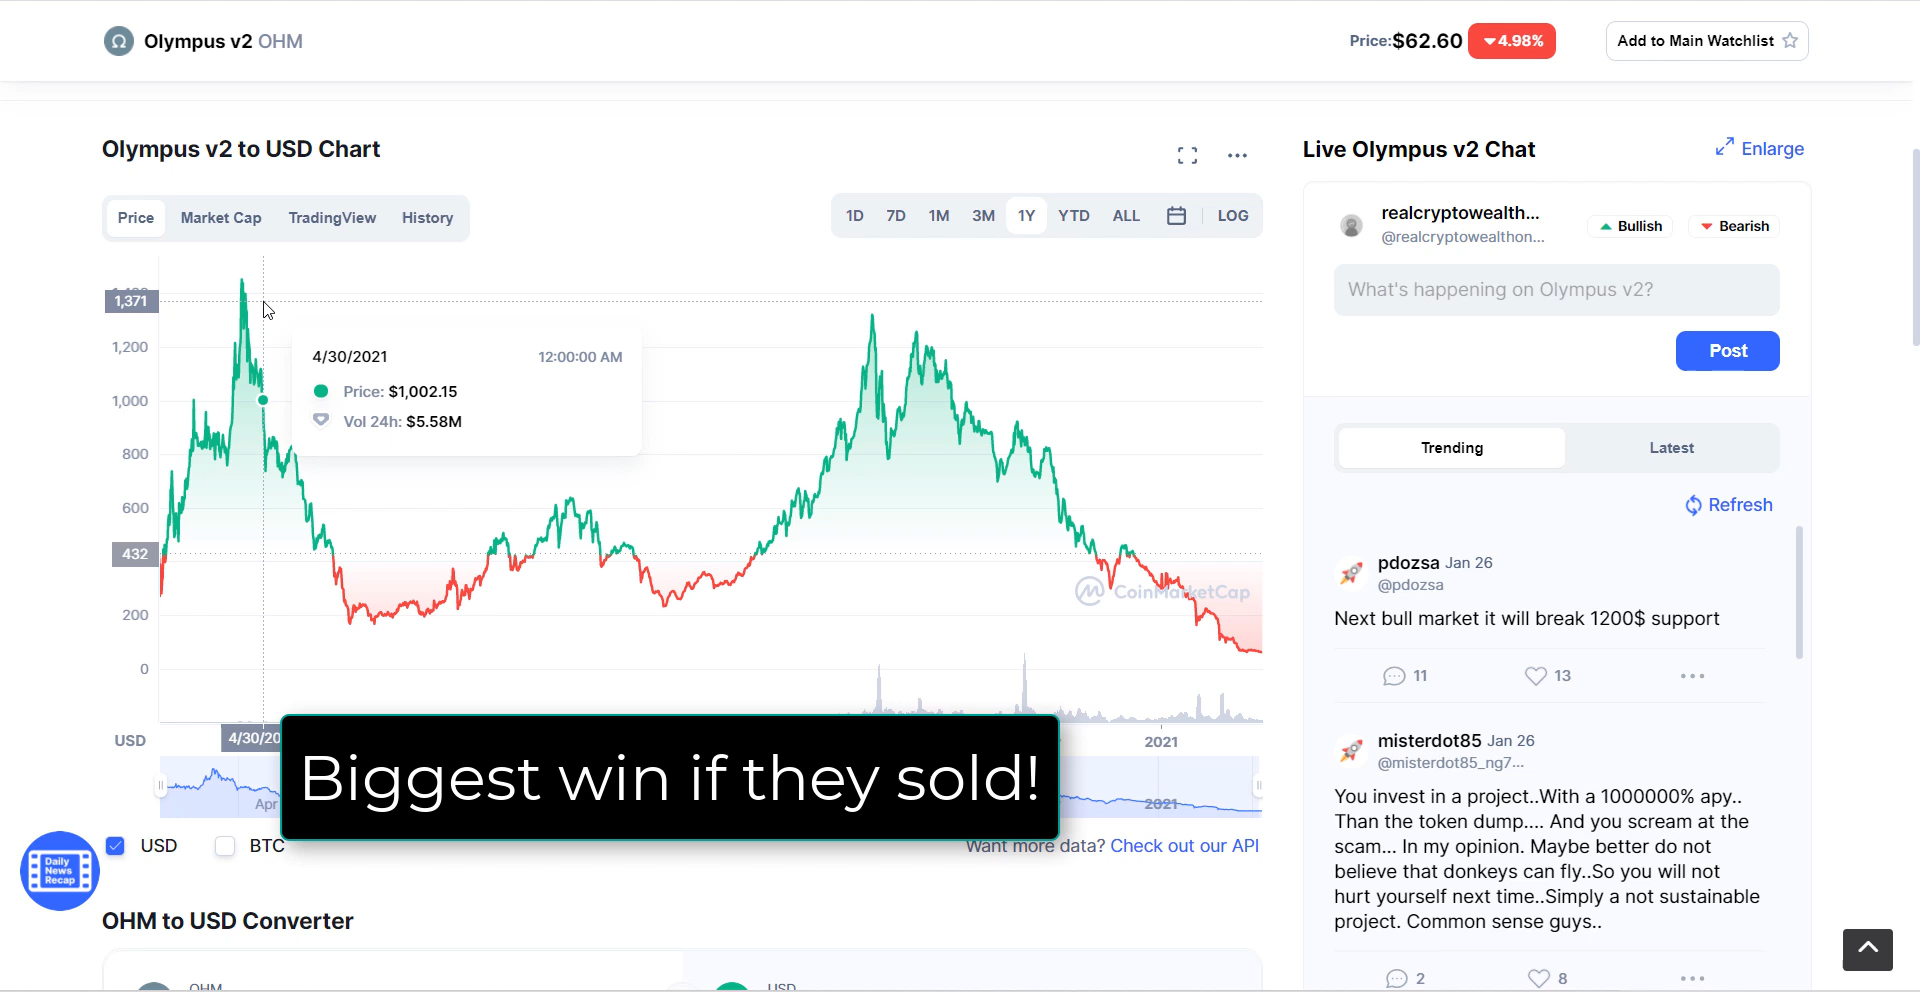 Olympus v2 OHM
Price:$62.60 4.98%
Add to Main Watchlist
Olympus v2 to USD Chart
Price Market Cap TradingView History
1D 7D 1M 3M 1Y YTD ALL LOG
1,371
1,200
1,000
800
600
432
200
0
4/30/2021 12:00:00 AM
Price: $1,002.15
Vol 24h: $5.58M
CoinMarketCap
USD
4/30/20
2021
Biggest win if they sold!
Apr
2021
USD BTC
Want more data? Check out our API
Daily
News
Recap
OHM to USD Converter
OHM
USD
Live Olympus v2 Chat
Enlarge
realcryptowealth...
@realcryptowealthon...
Bullish Bearish
What's happening on Olympus v2?
Post
Trending Latest
Refresh
pdozsa Jan 26
@pdozsa
Next bull market it will break 1200$ support
11 13
misterdot85 Jan 26
@misterdot85_ng7...
You invest in a project..With a 1000000% apy..
Than the token dump.... And you scream at the
scam... In my opinion. Maybe better do not
believe that donkeys can fly..So you will not
hurt yourself next time..Simply a not sustainable
project. Common sense guys..
2 8